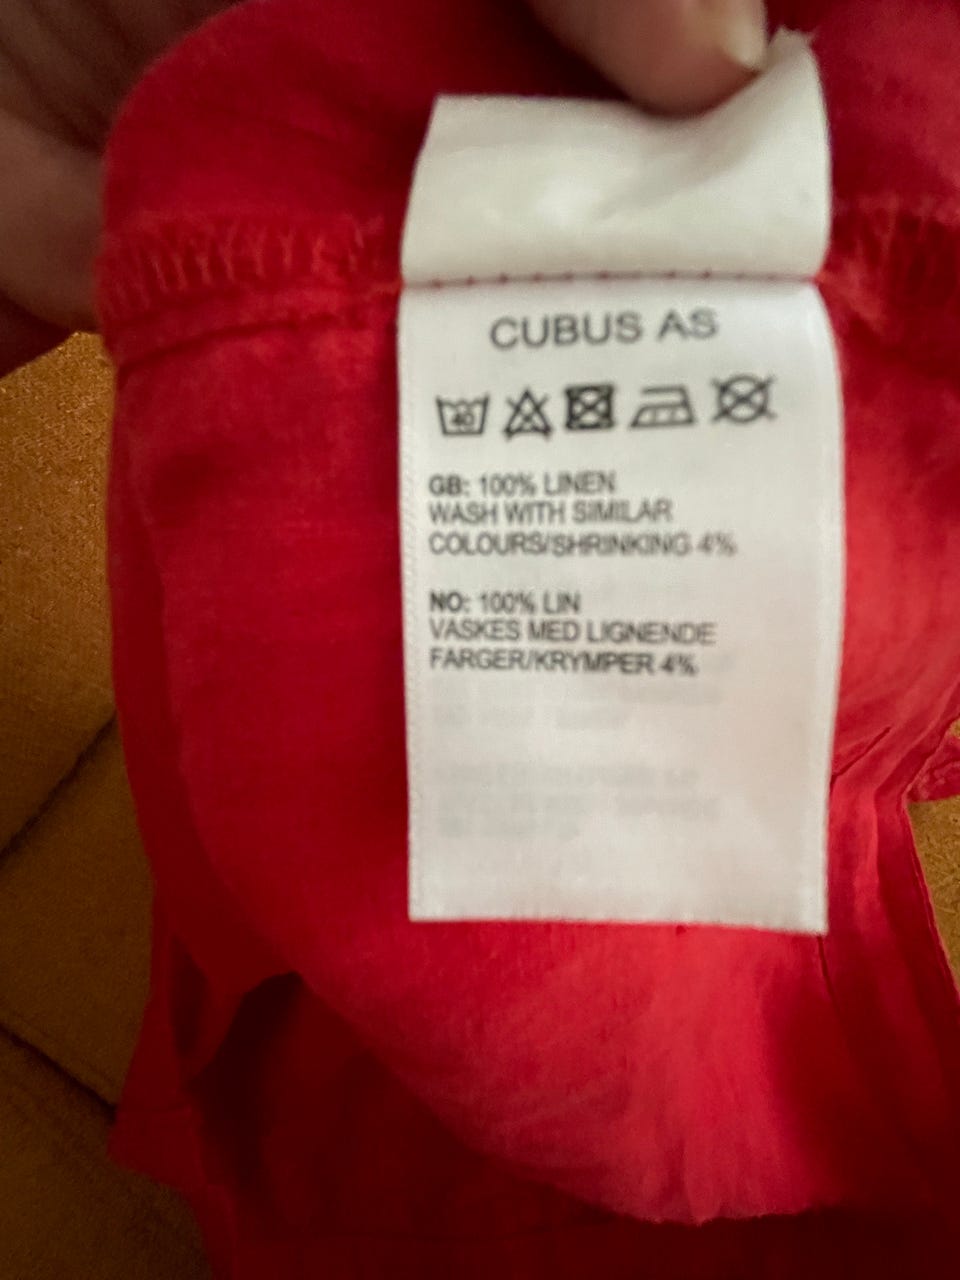 CUBUS AS
40
GB: 100% LINEN
WASH WITH SIMILAR
COLOURS/SHRINKING 4%
NO: 100% LIN
VASKES MED LIGNENDE
FARGER/KRYMPER 4%